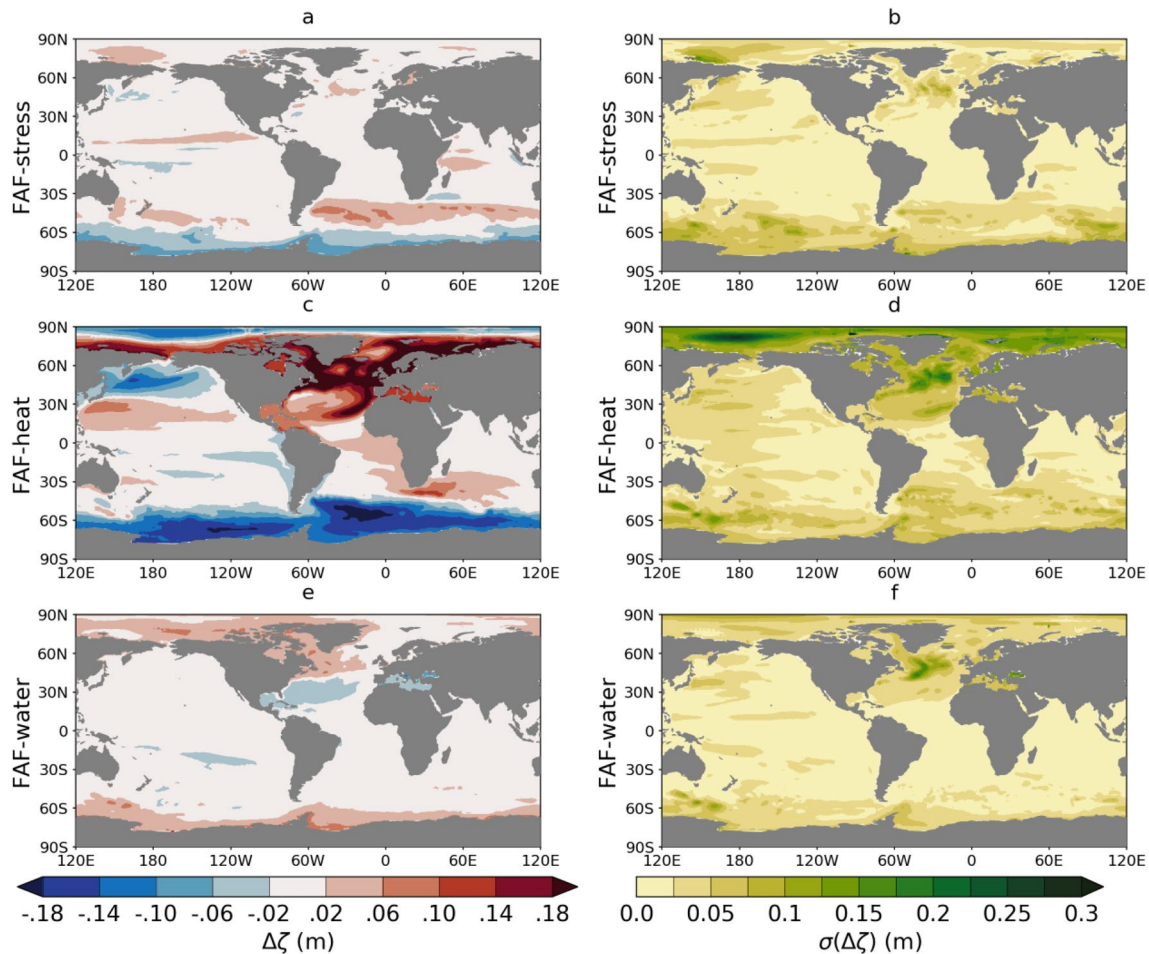 a
b
90N
60N
30N
0
30S
60S
90S
FAF-stress
120E 180 120W 60W 0 60E 120E
90N
60N
30N
0
30S
60S
90S
FAF-stress
120E 180 120W 60W 0 60E 120E
c
d
90N
60N
30N
0
30S
60S
90S
FAF-heat
120E 180 120W 60W 0 60E 120E
90N
60N
30N
0
30S
60S
90S
FAF-heat
120E 180 120W 60W 0 60E 120E
e
f
90N
60N
30N
0
30S
60S
90S
FAF-water
120E 180 120W 60W 0 60E 120E
90N
60N
30N
0
30S
60S
90S
FAF-water
120E 180 120W 60W 0 60E 120E
-.18 -.14 -.10 -.06 -.02 .02 .06 .10 .14 .18
Δζ (m)
0.0 0.05 0.1 0.15 0.2 0.25 0.3
σ(Δζ) (m)